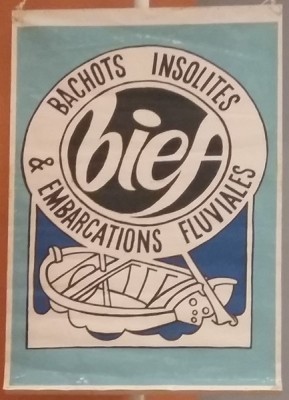 BACHOTS INSOLITES
bief
& EMBARCATIONS FLUVIALES